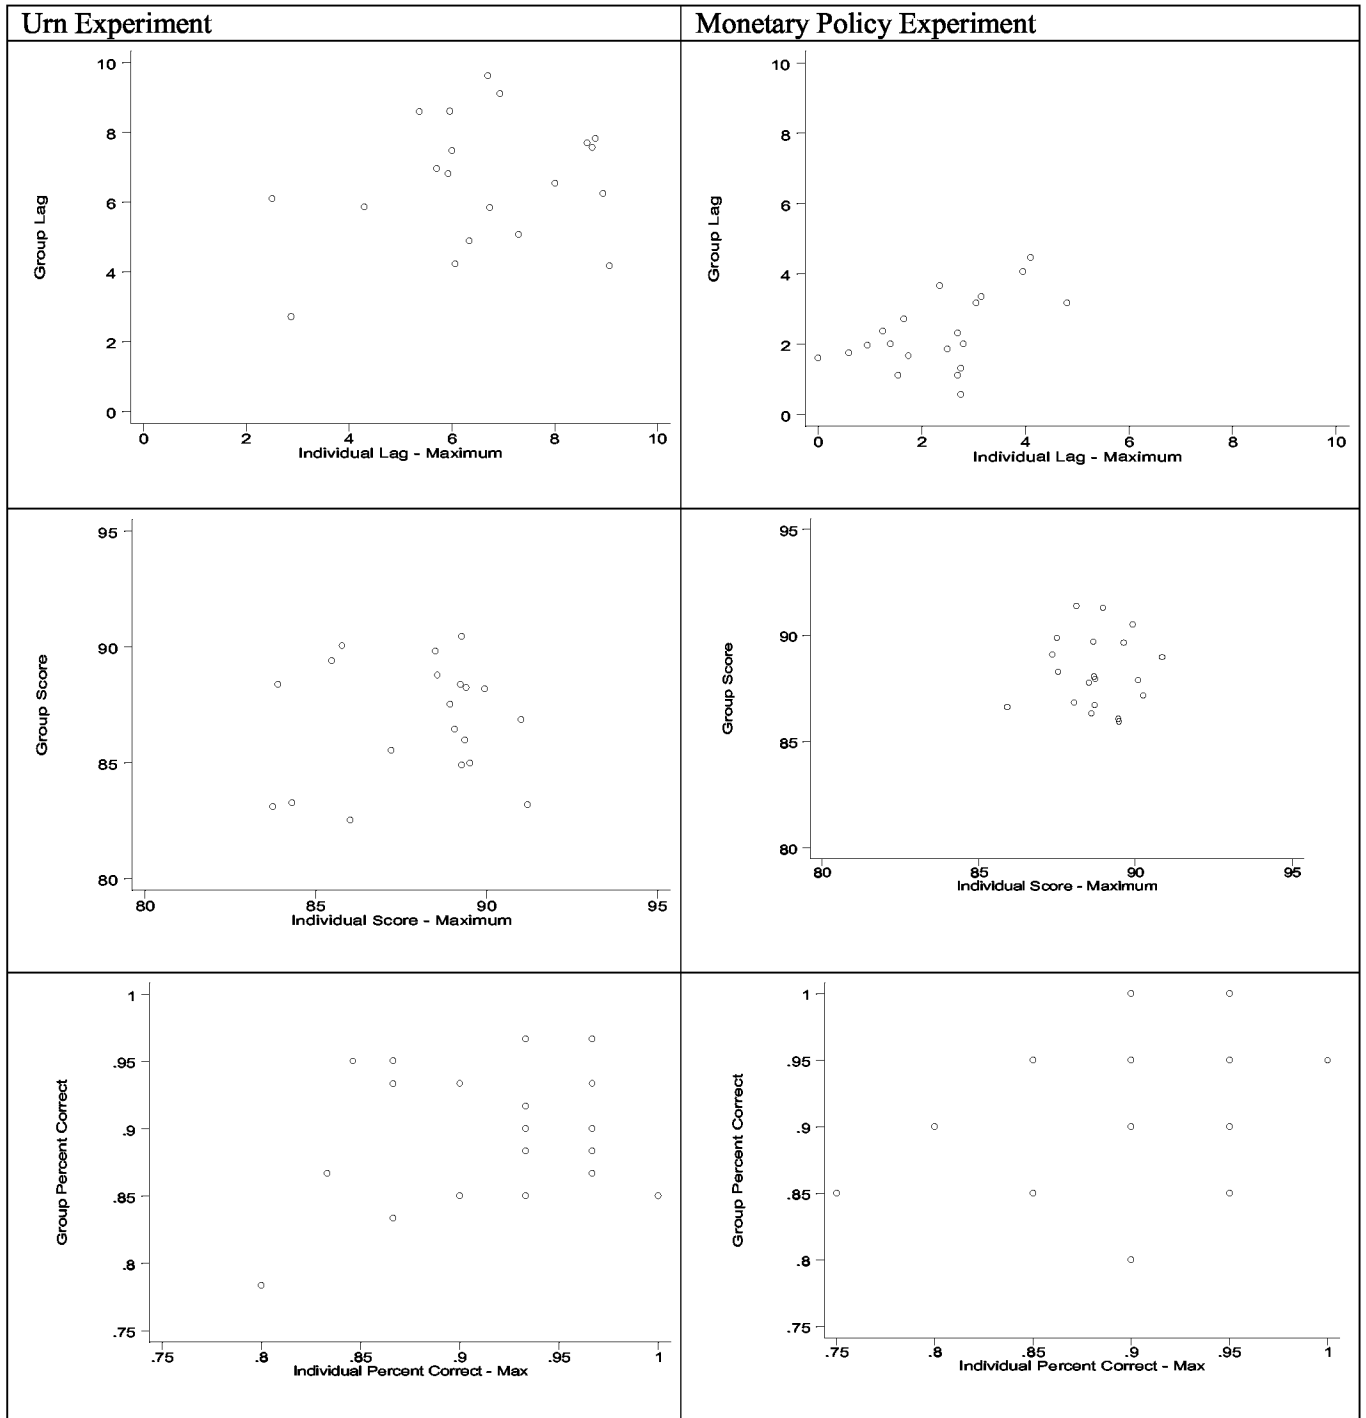 Urn Experiment
Monetary Policy Experiment
10
8
6
4
2
0
Group Lag
0 2 4 6 8 10
Individual Lag - Maximum
10
8
6
4
2
0
Group Lag
0 2 4 6 8 10
Individual Lag - Maximum
95
90
85
80
Group Score
80 85 90 95
Individual Score - Maximum
95
90
85
80
Group Score
80 85 90 95
Individual Score - Maximum
1
.95
.9
.85
.8
.75
Group Percent Correct
.75 .8 .85 .9 .95 1
Individual Percent Correct - Max
1
.95
.9
.85
.8
.75
Group Percent Correct
.75 .8 .85 .9 .95 1
Individual Percent Correct - Max